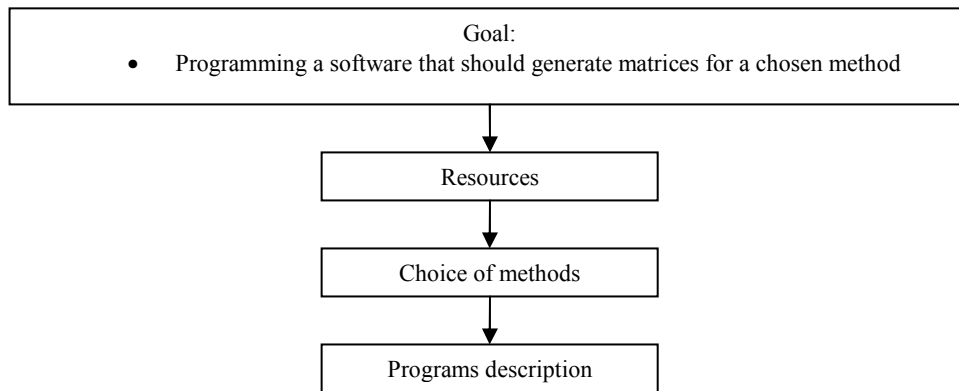 Goal:
• Programming a software that should generate matrices for a chosen method
Resources
Choice of methods
Programs description